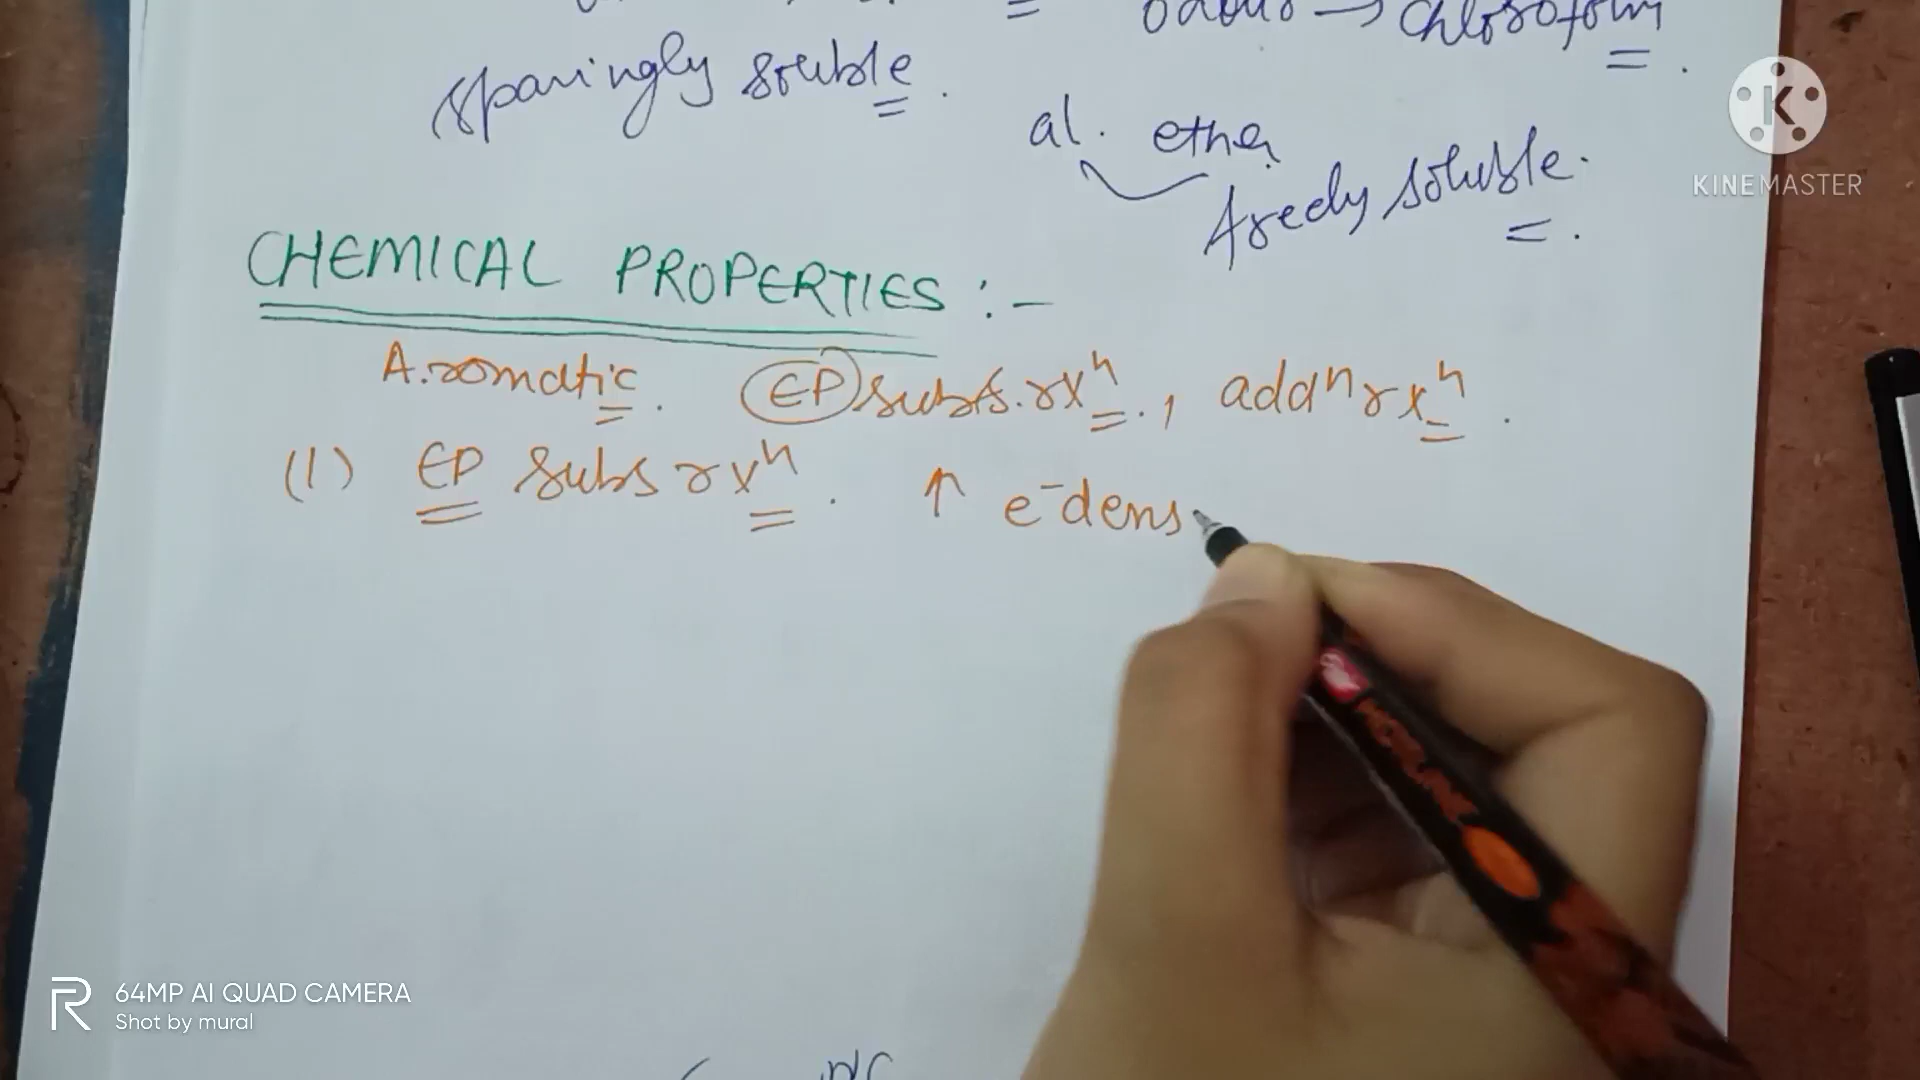 odour → chloroform.
sparingly soluble.
al. ether
freely soluble.
CHEMICAL PROPERTIES :-
A.romatic. EP subs. rxⁿ., addⁿ rxⁿ.
(1) EP subs rxⁿ. ↑ e⁻ dens
KINEMASTER
64MP AI QUAD CAMERA
Shot by mural